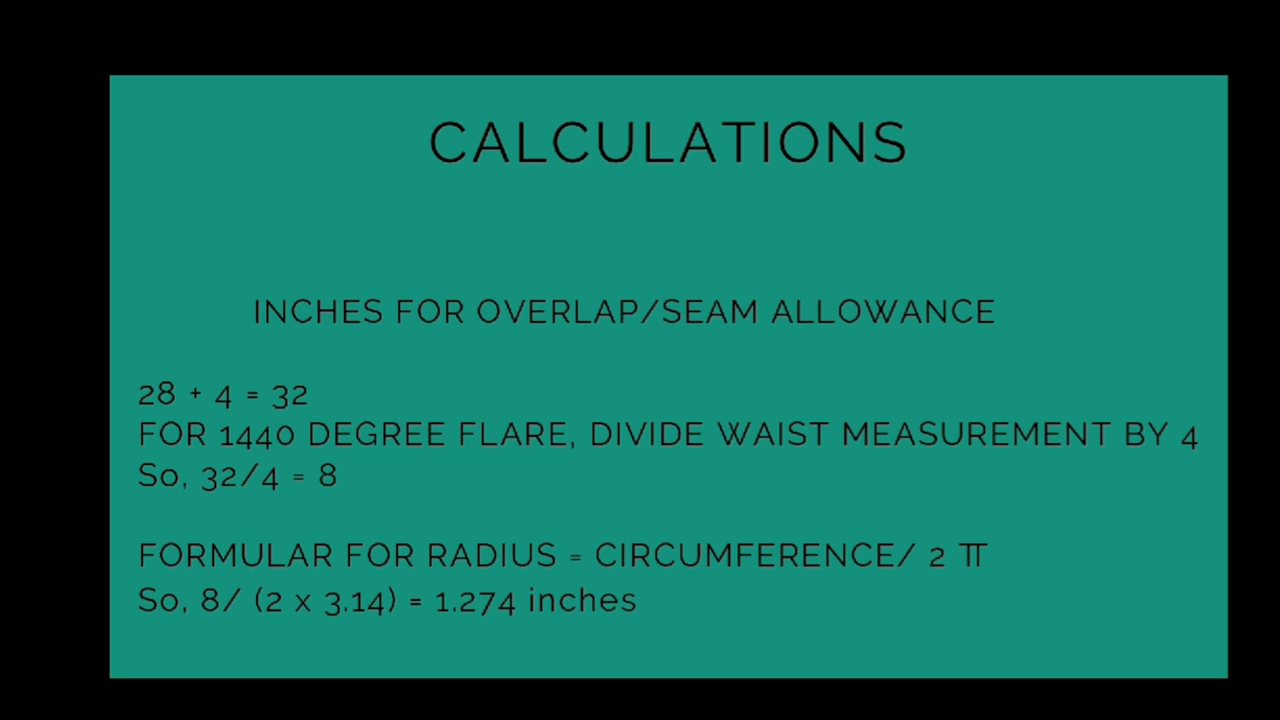 CALCULATIONS
INCHES FOR OVERLAP/SEAM ALLOWANCE
28 + 4 = 32
FOR 1440 DEGREE FLARE, DIVIDE WAIST MEASUREMENT BY 4
So, 32/4 = 8
FORMULAR FOR RADIUS = CIRCUMFERENCE/ 2 π
So, 8/ (2 x 3.14) = 1.274 inches